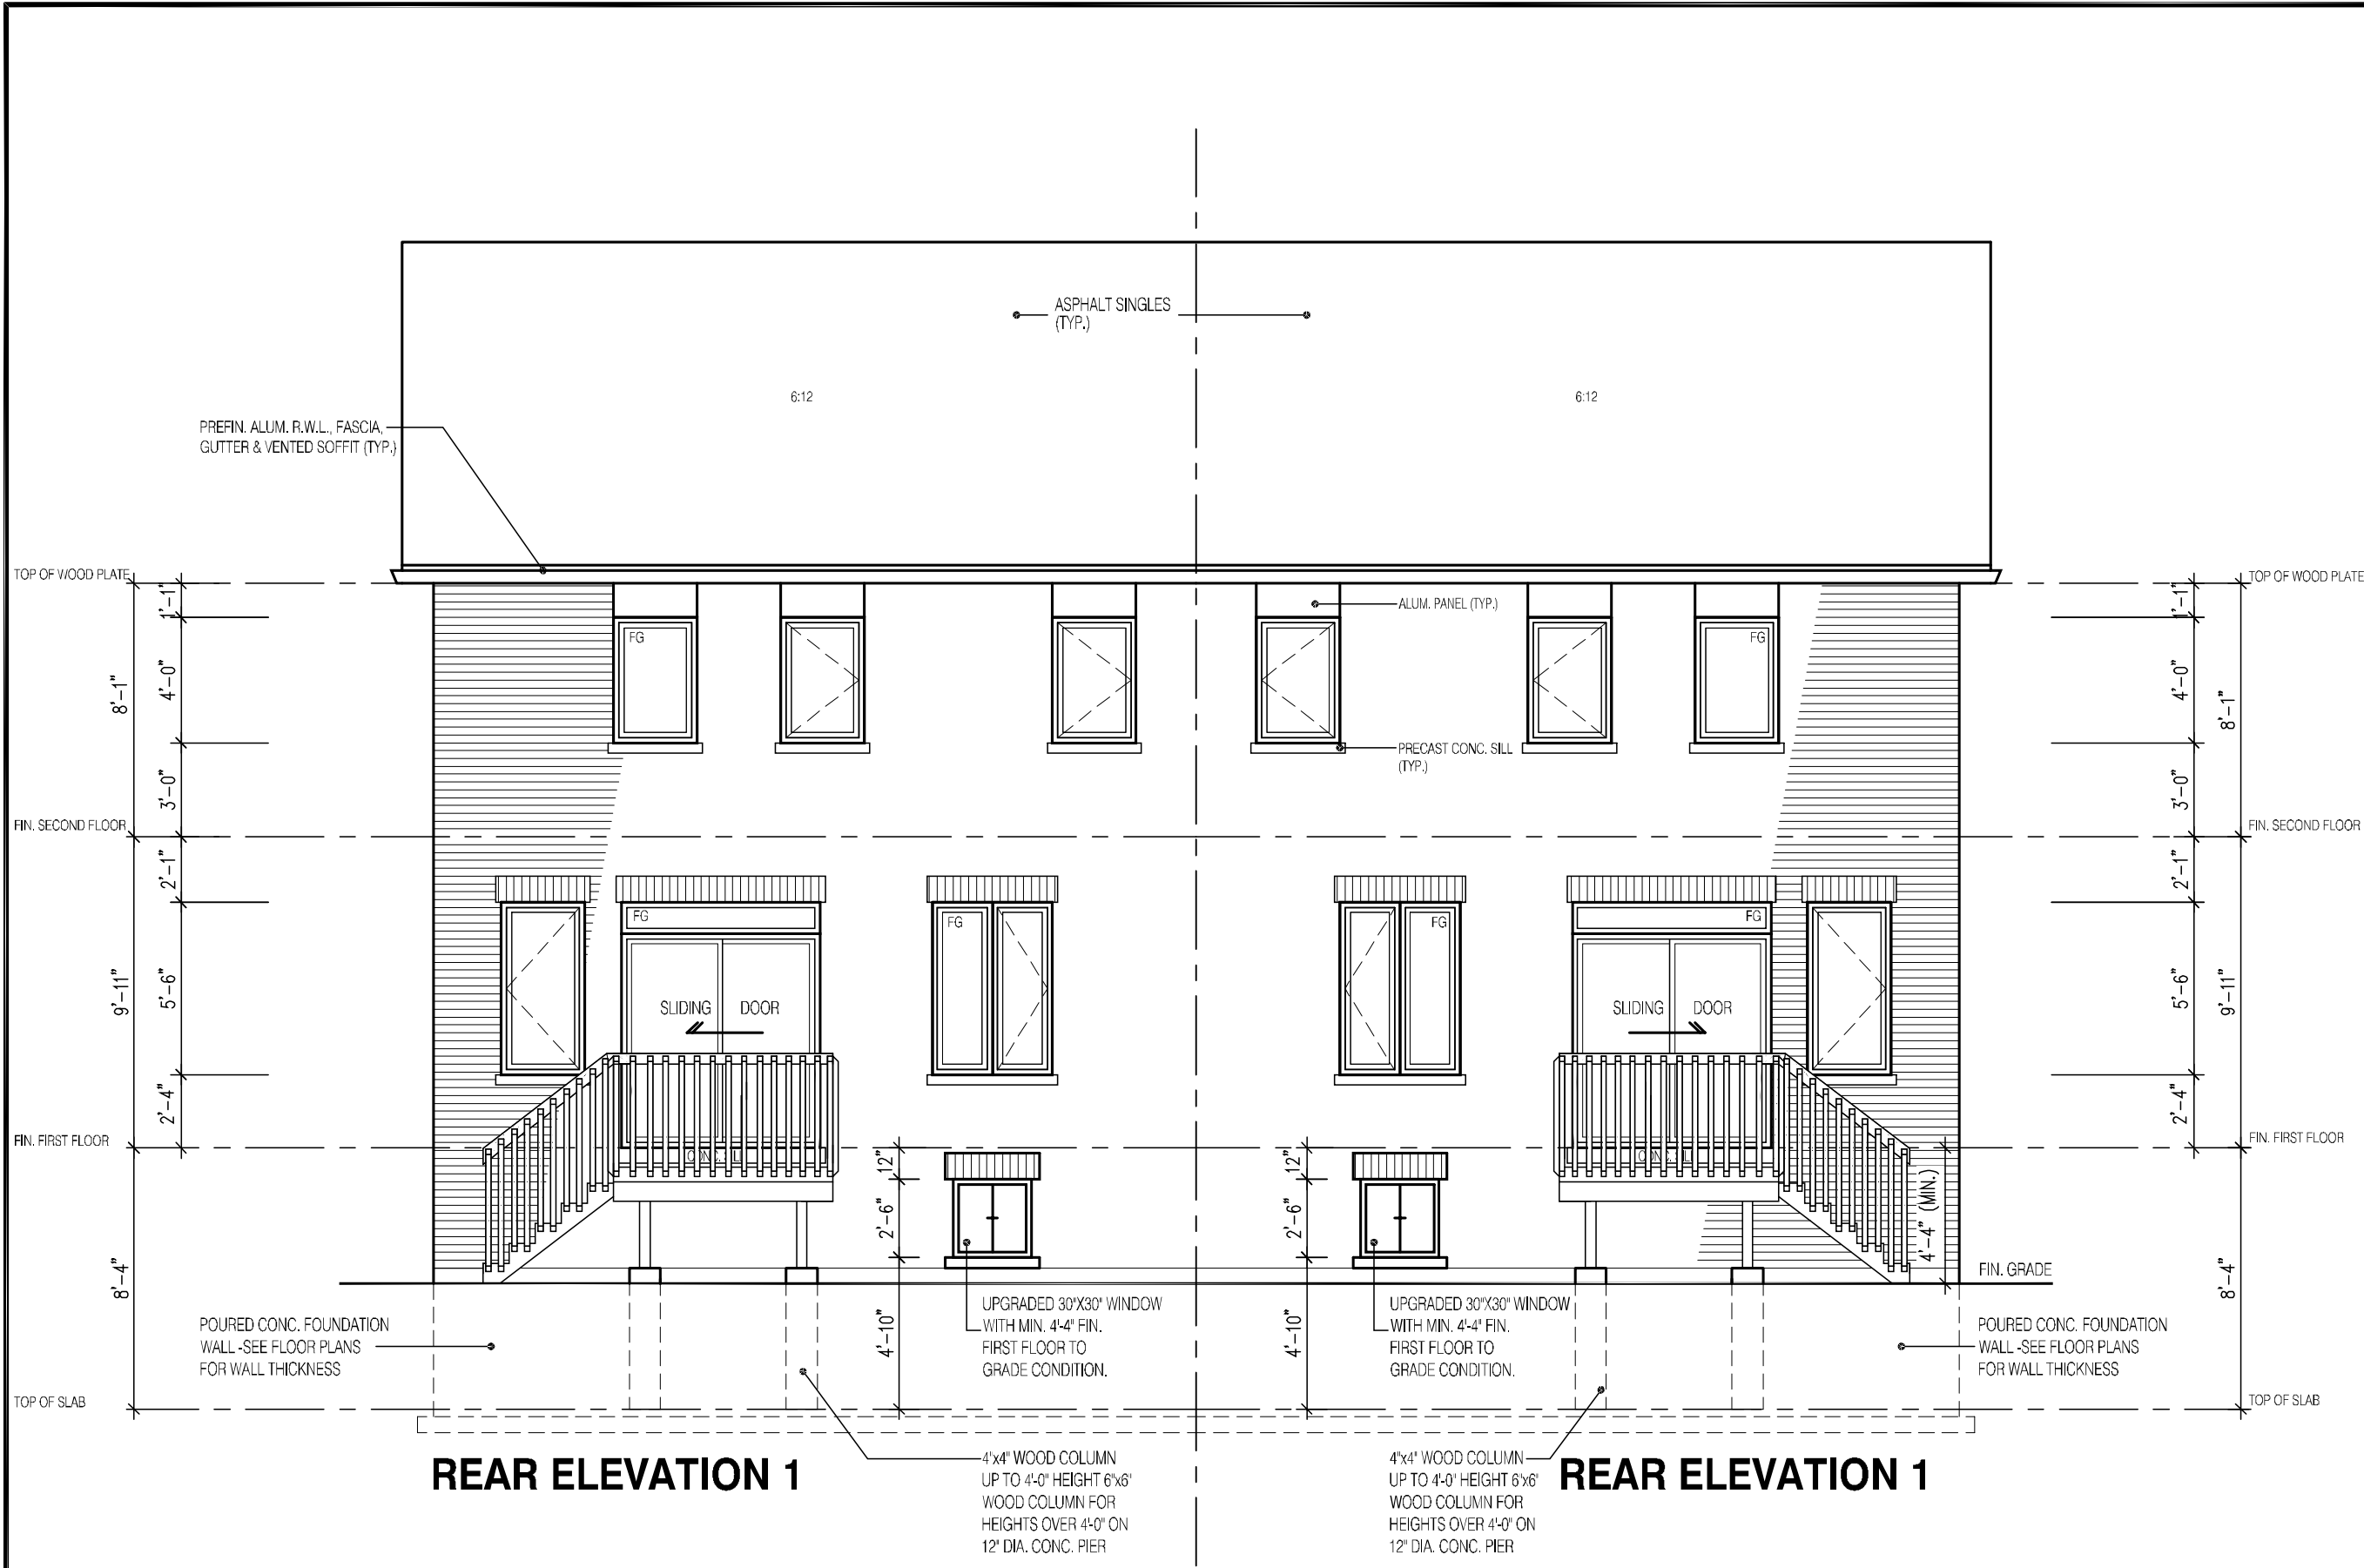 ASPHALT SINGLES
(TYP.)
6:12
6:12
PREFIN. ALUM. R.W.L., FASCIA,
GUTTER & VENTED SOFFIT (TYP.)
TOP OF WOOD PLATE
TOP OF WOOD PLATE
1'-1"
1'-1"
ALUM. PANEL (TYP.)
FG
FG
8'-1"
4'-0"
4'-0"
8'-1"
PRECAST CONC. SILL
(TYP.)
3'-0"
3'-0"
FIN. SECOND FLOOR
FIN. SECOND FLOOR
2'-1"
2'-1"
FG
FG
FG
FG
9'-11"
5'-6"
5'-6"
9'-11"
SLIDING DOOR
SLIDING DOOR
2'-4"
2'-4"
FIN. FIRST FLOOR
FIN. FIRST FLOOR
12"
12"
2'-6"
2'-6"
4'-4" (MIN.)
8'-4"
8'-4"
FIN. GRADE
4'-10"
4'-10"
POURED CONC. FOUNDATION
WALL -SEE FLOOR PLANS
FOR WALL THICKNESS
UPGRADED 30"X30" WINDOW
WITH MIN. 4'-4" FIN.
FIRST FLOOR TO
GRADE CONDITION.
UPGRADED 30"X30" WINDOW
WITH MIN. 4'-4" FIN.
FIRST FLOOR TO
GRADE CONDITION.
POURED CONC. FOUNDATION
WALL -SEE FLOOR PLANS
FOR WALL THICKNESS
TOP OF SLAB
TOP OF SLAB
REAR ELEVATION 1
4"x4" WOOD COLUMN
UP TO 4'-0" HEIGHT 6"x6"
WOOD COLUMN FOR
HEIGHTS OVER 4'-0" ON
12" DIA. CONC. PIER
4"x4" WOOD COLUMN
UP TO 4'-0" HEIGHT 6"x6"
WOOD COLUMN FOR
HEIGHTS OVER 4'-0" ON
12" DIA. CONC. PIER
REAR ELEVATION 1